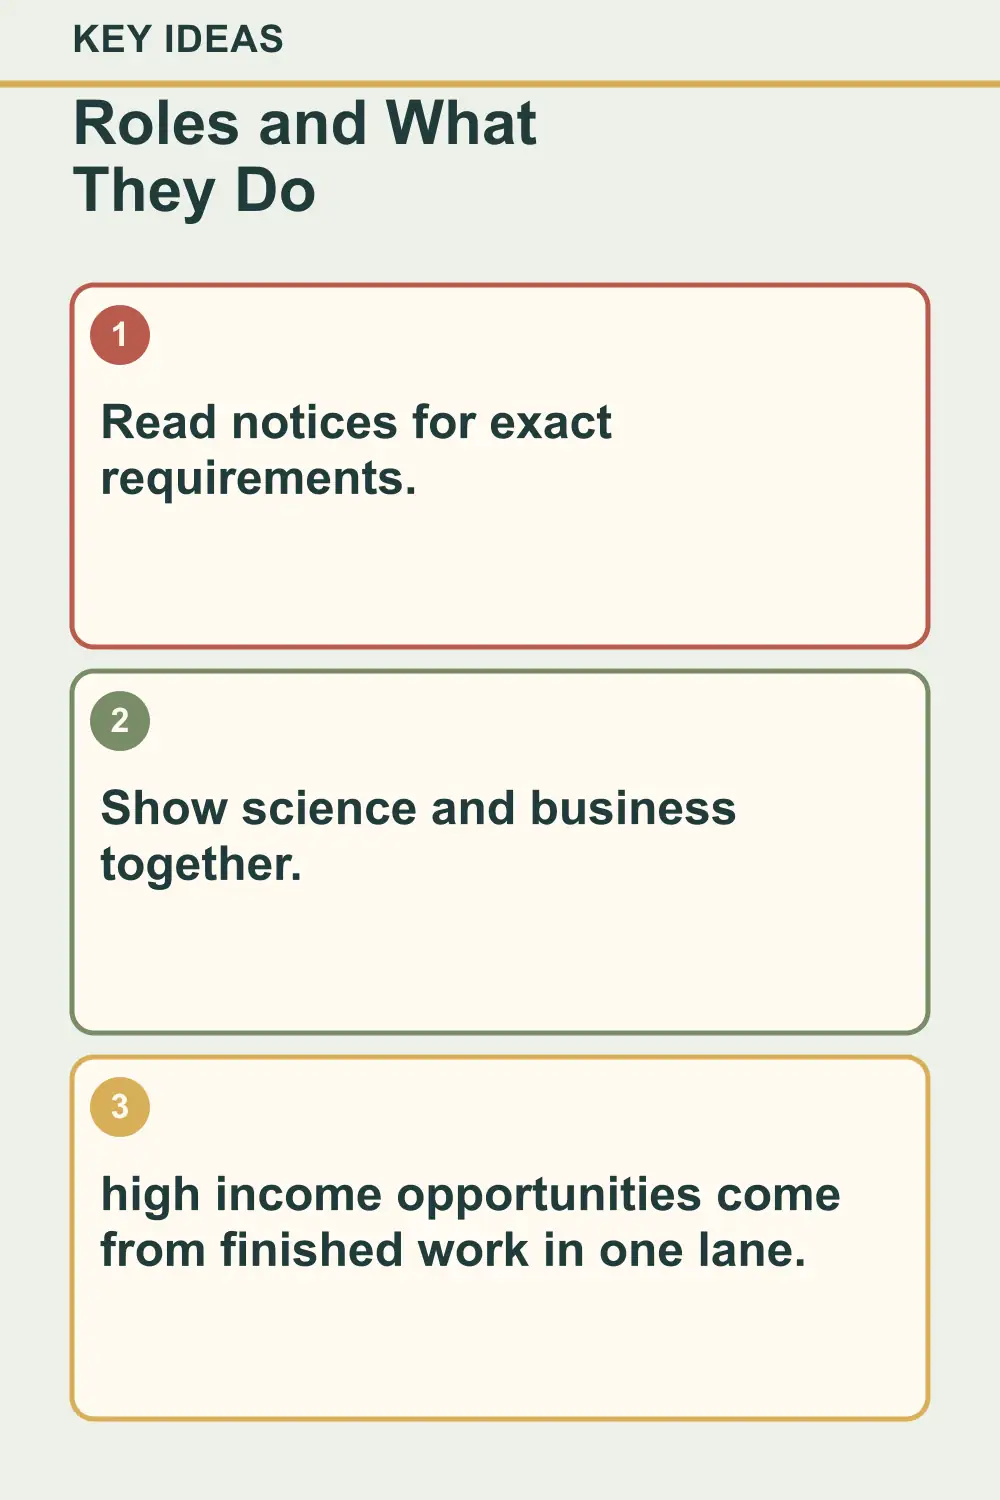 KEY IDEAS
Roles and What
They Do
1
Read notices for exact
requirements.
2
Show science and business
together.
3
high income opportunities come
from finished work in one lane.